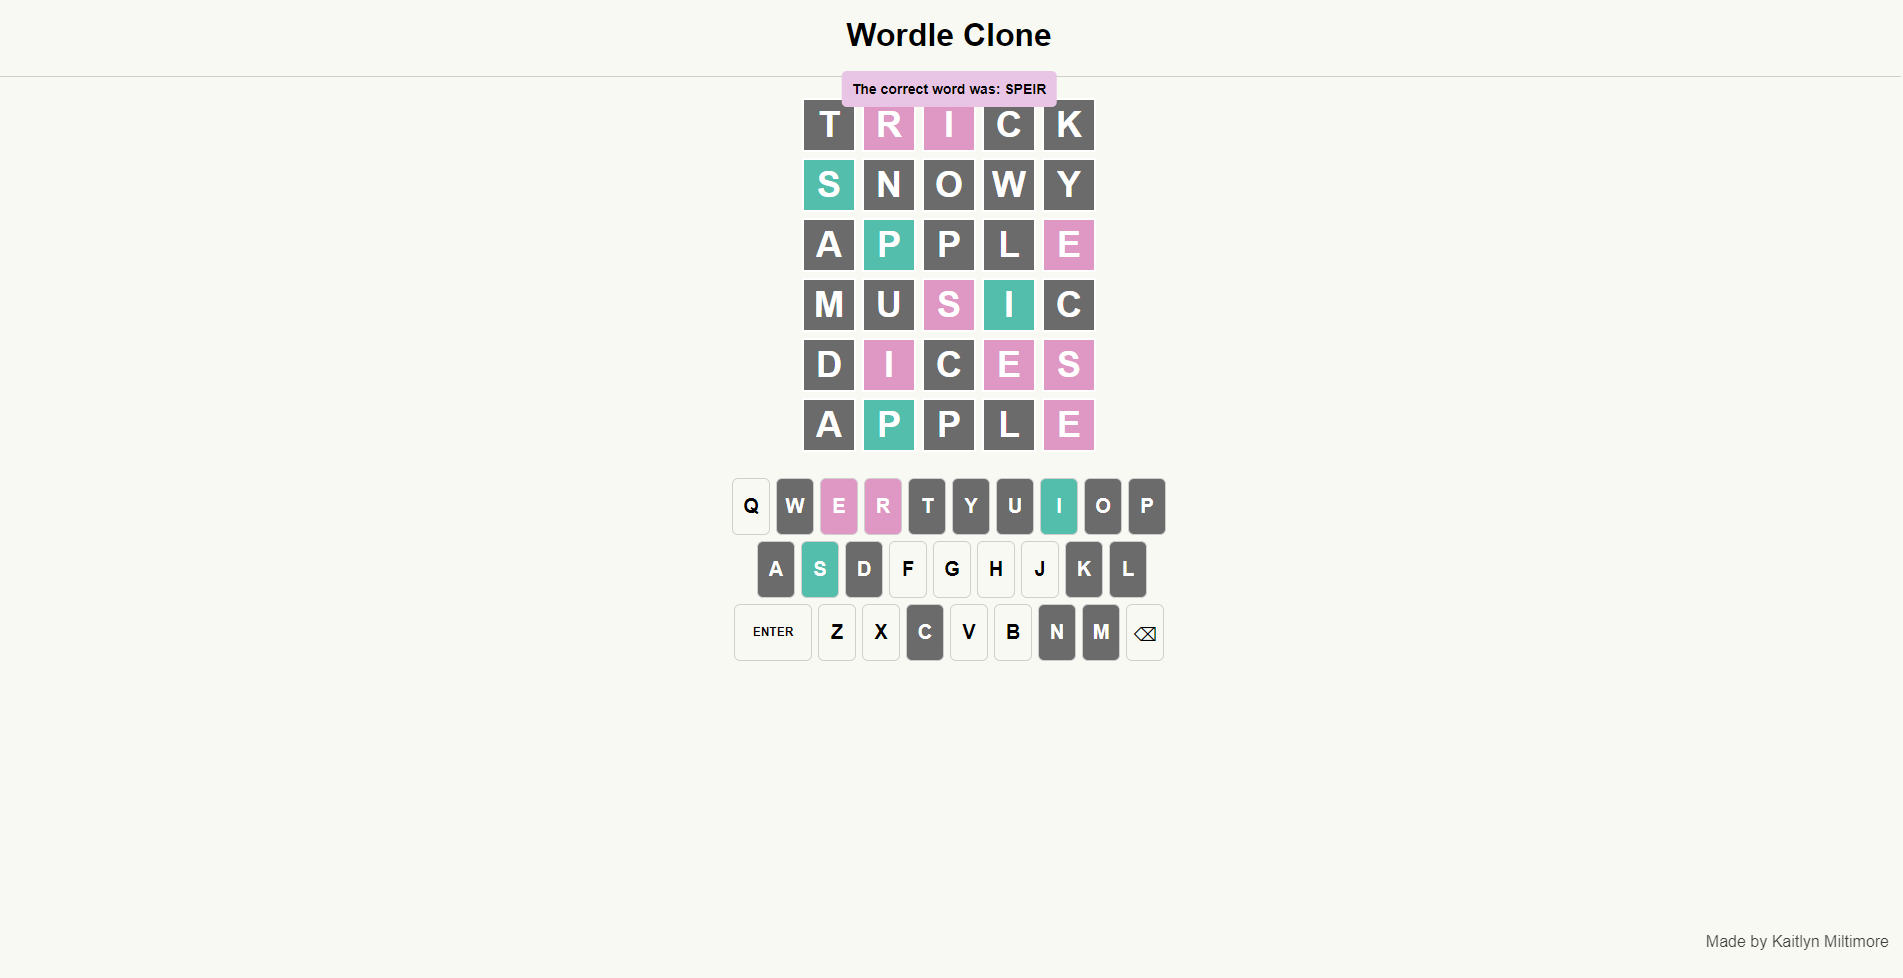 Wordle Clone
The correct word was: SPEIR
T R I C K
S N O W Y
A P P L E
M U S I C
D I C E S
A P P L E
Q W E R T Y U I O P
A S D F G H J K L
ENTER Z X C V B N M ⌫
Made by Kaitlyn Miltimore